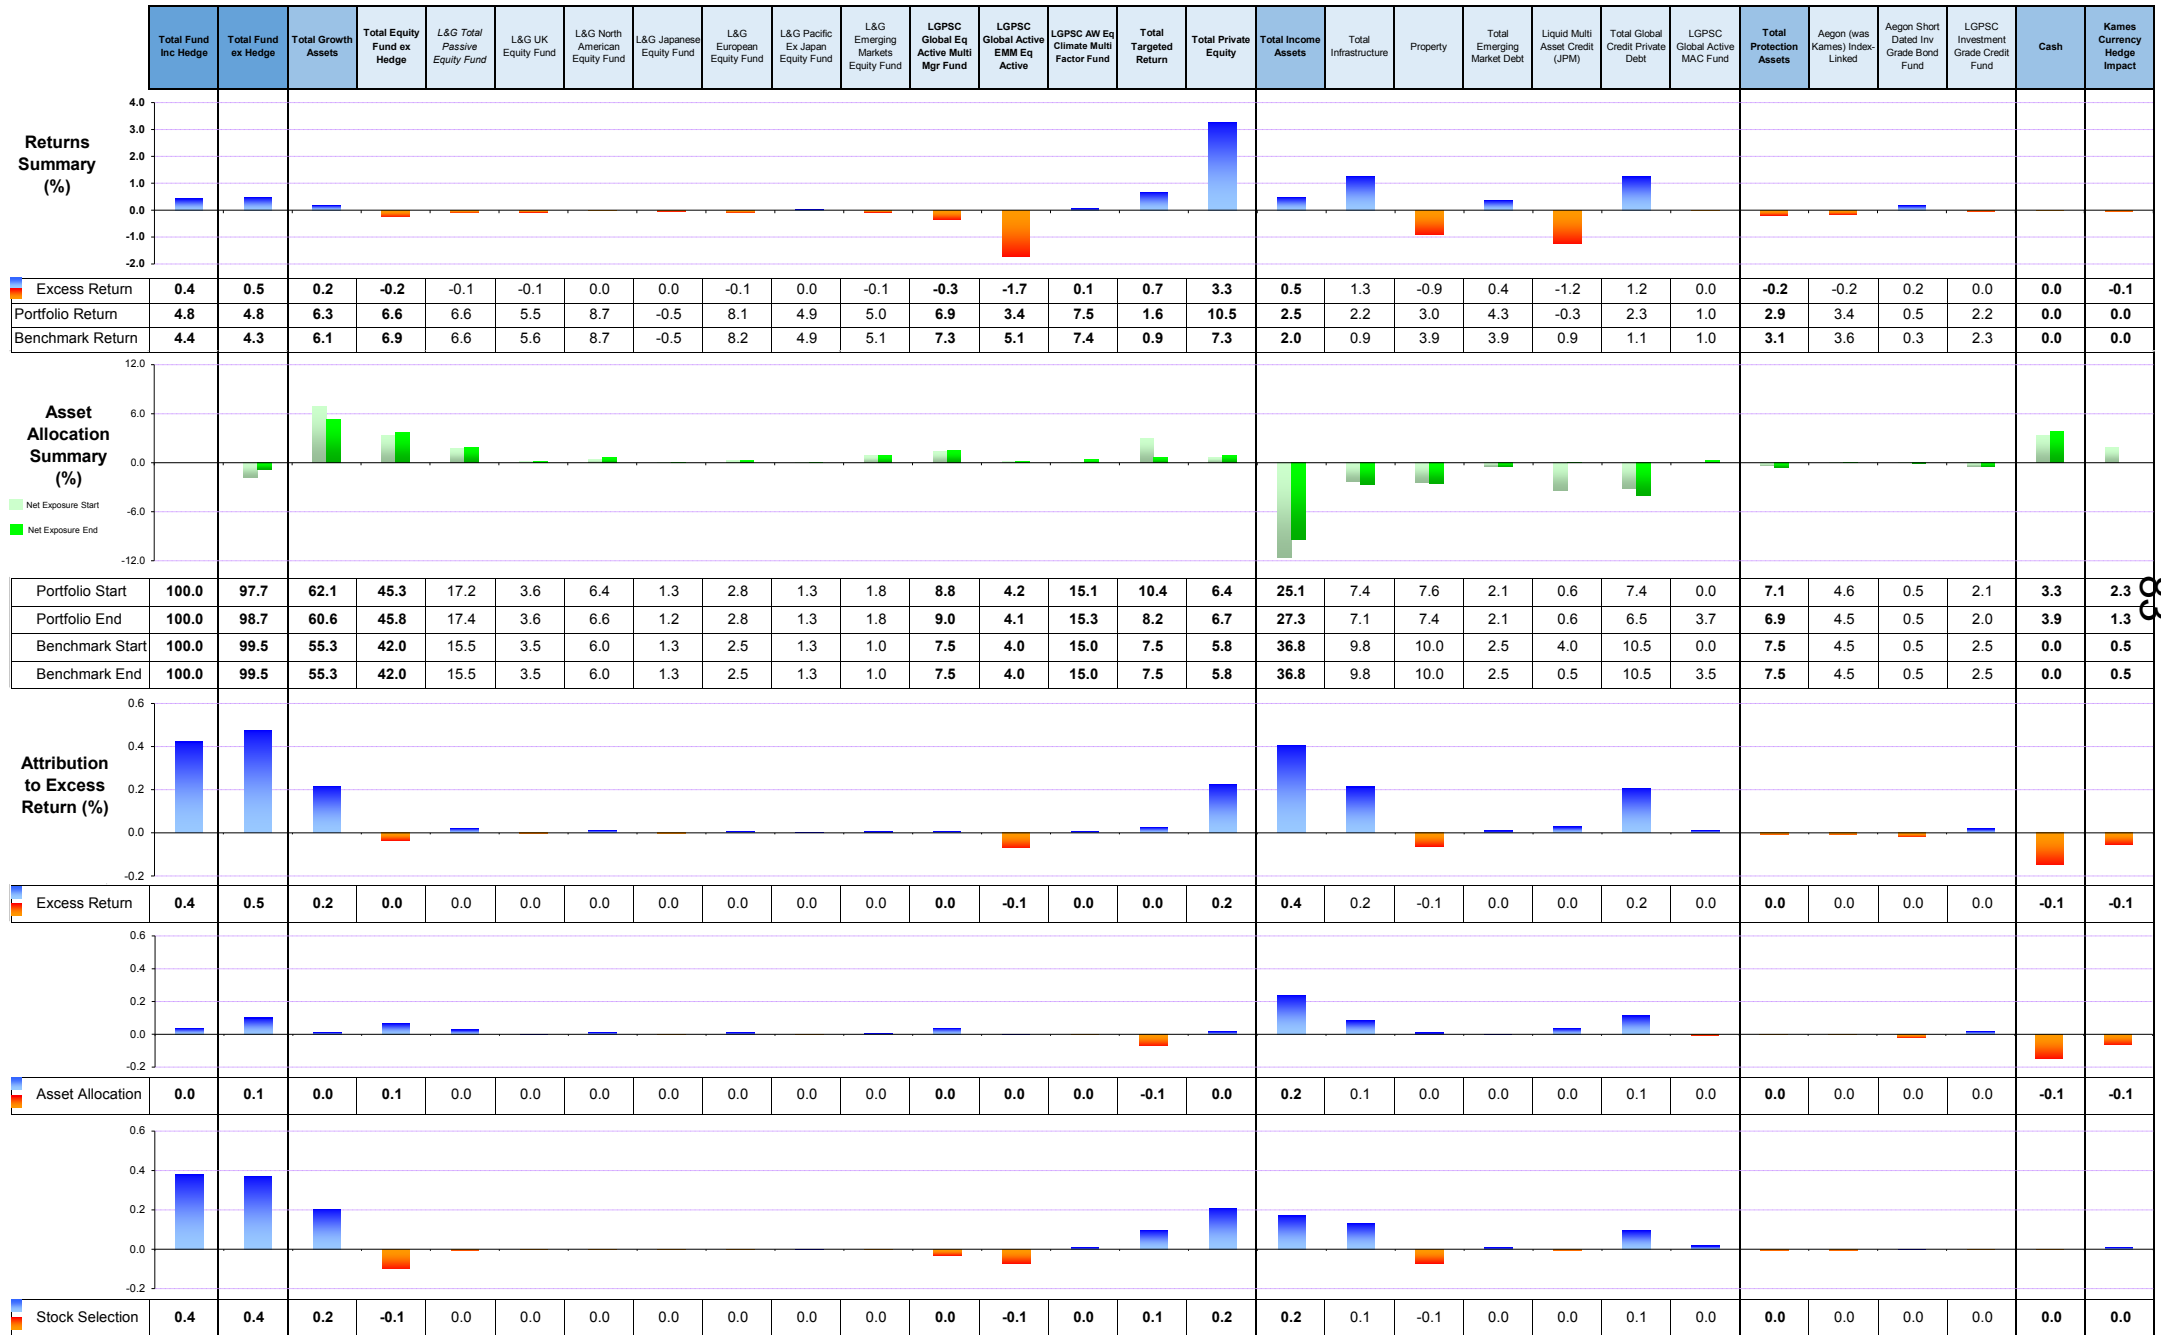 Total Fund Inc Hedge | Total Fund ex Hedge | Total Growth Assets | Total Equity Fund ex Hedge | L&G Total Passive Equity Fund | L&G UK Equity Fund | L&G North American Equity Fund | L&G Japanese Equity Fund | L&G European Equity Fund | L&G Pacific Ex Japan Equity Fund | L&G Emerging Markets Equity Fund | LGPSC Global Eq Active Multi Mgr Fund | LGPSC Global Active EMM Eq Active | LGPSC AW Eq Climate Multi Factor Fund | Total Targeted Return | Total Private Equity | Total Income Assets | Total Infrastructure | Property | Total Emerging Market Debt | Liquid Multi Asset Credit (JPM) | Total Global Credit Private Debt | LGPSC Global Active MAC Fund | Total Protection Assets | Aegon (was Kames) Index-Linked | Aegon Short Dated Inv Grade Bond Fund | LGPSC Investment Grade Credit Fund | Cash | Kames Currency Hedge Impact
Returns
Summary
(%)
4.0
3.0
2.0
1.0
0.0
-1.0
-2.0
Excess Return 0.4 0.5 0.2 -0.2 -0.1 -0.1 0.0 0.0 -0.1 0.0 -0.1 -0.3 -1.7 0.1 0.7 3.3 0.5 1.3 -0.9 0.4 -1.2 1.2 0.0 -0.2 -0.2 0.2 0.0 0.0 -0.1
Portfolio Return 4.8 4.8 6.3 6.6 6.6 5.5 8.7 -0.5 8.1 4.9 5.0 6.9 3.4 7.5 1.6 10.5 2.5 2.2 3.0 4.3 -0.3 2.3 1.0 2.9 3.4 0.5 2.2 0.0 0.0
Benchmark Return 4.4 4.3 6.1 6.9 6.6 5.6 8.7 -0.5 8.2 4.9 5.1 7.3 5.1 7.4 0.9 7.3 2.0 0.9 3.9 3.9 0.9 1.1 1.0 3.1 3.6 0.3 2.3 0.0 0.0
Asset
Allocation
Summary
(%)
Net Exposure Start
Net Exposure End
12.0
6.0
0.0
-6.0
-12.0
Portfolio Start 100.0 97.7 62.1 45.3 17.2 3.6 6.4 1.3 2.8 1.3 1.8 8.8 4.2 15.1 10.4 6.4 25.1 7.4 7.6 2.1 0.6 7.4 0.0 7.1 4.6 0.5 2.1 3.3 2.3
83
Portfolio End 100.0 98.7 60.6 45.8 17.4 3.6 6.6 1.2 2.8 1.3 1.8 9.0 4.1 15.3 8.2 6.7 27.3 7.1 7.4 2.1 0.6 6.5 3.7 6.9 4.5 0.5 2.0 3.9 1.3
Benchmark Start 100.0 99.5 55.3 42.0 15.5 3.5 6.0 1.3 2.5 1.3 1.0 7.5 4.0 15.0 7.5 5.8 36.8 9.8 10.0 2.5 4.0 10.5 0.0 7.5 4.5 0.5 2.5 0.0 0.5
Benchmark End 100.0 99.5 55.3 42.0 15.5 3.5 6.0 1.3 2.5 1.3 1.0 7.5 4.0 15.0 7.5 5.8 36.8 9.8 10.0 2.5 0.5 10.5 3.5 7.5 4.5 0.5 2.5 0.0 0.5
Attribution
to Excess
Return (%)
0.6
0.4
0.2
0.0
-0.2
Excess Return 0.4 0.5 0.2 0.0 0.0 0.0 0.0 0.0 0.0 0.0 0.0 0.0 -0.1 0.0 0.0 0.2 0.4 0.2 -0.1 0.0 0.0 0.2 0.0 0.0 0.0 0.0 0.0 -0.1 -0.1
0.6
0.4
0.2
0.0
-0.2
Asset Allocation 0.0 0.1 0.0 0.1 0.0 0.0 0.0 0.0 0.0 0.0 0.0 0.0 0.0 0.0 -0.1 0.0 0.2 0.1 0.0 0.0 0.0 0.1 0.0 0.0 0.0 0.0 0.0 -0.1 -0.1
0.6
0.4
0.2
0.0
-0.2
Stock Selection 0.4 0.4 0.2 -0.1 0.0 0.0 0.0 0.0 0.0 0.0 0.0 0.0 -0.1 0.0 0.1 0.2 0.2 0.1 -0.1 0.0 0.0 0.1 0.0 0.0 0.0 0.0 0.0 0.0 0.0